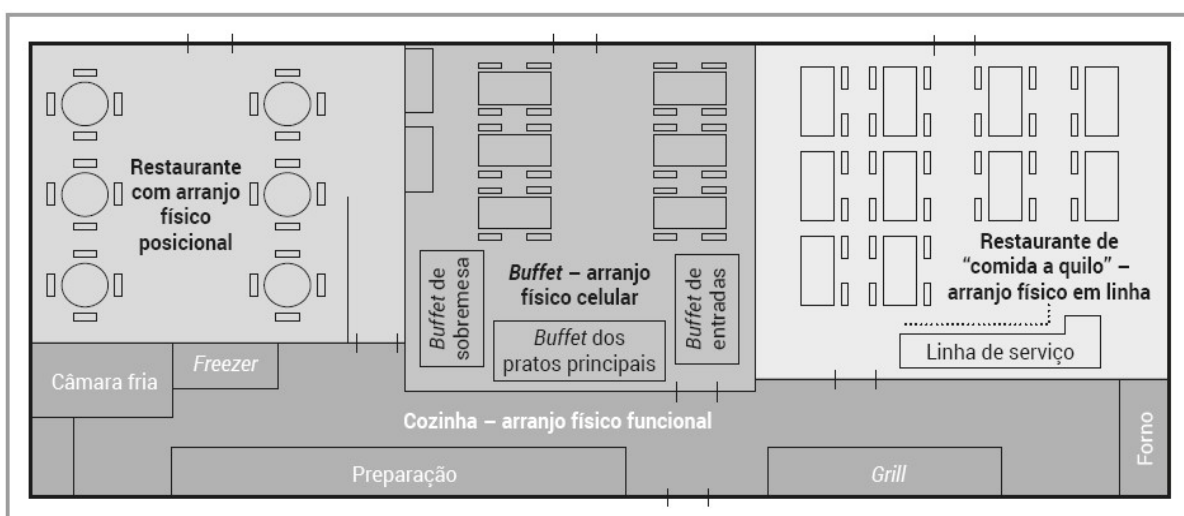 Restaurante
com arranjo
físico
posicional
Buffet de
sobremesa
Buffet – arranjo
físico celular
Buffet dos
pratos principais
Buffet de
entradas
Restaurante de
“comida a quilo” –
arranjo físico em linha
Linha de serviço
Câmara fria
Freezer
Cozinha – arranjo físico funcional
Preparação
Grill
Forno